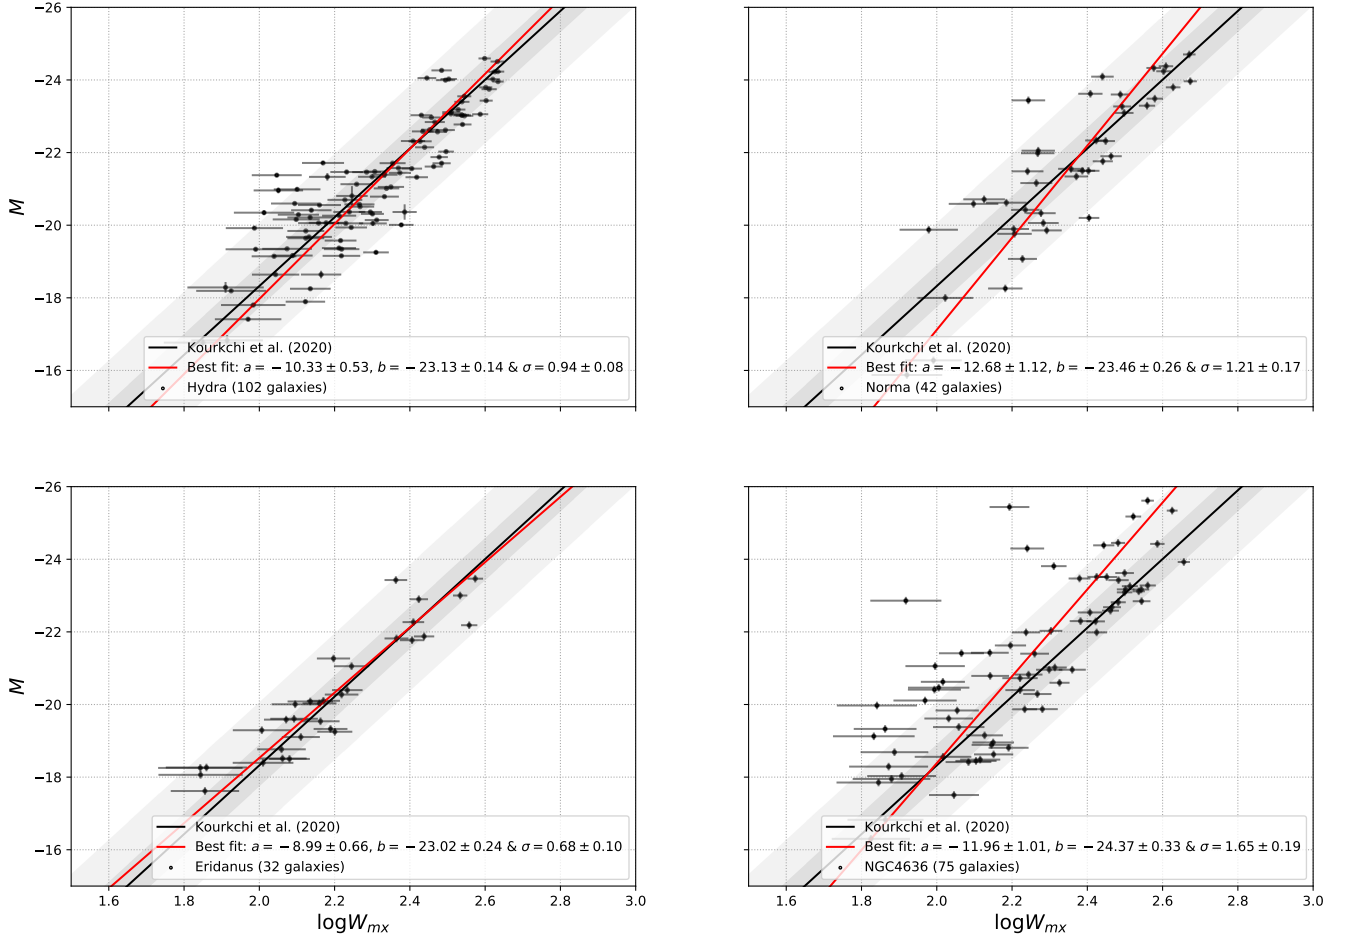 −26
−24
−22
−20
−18
−16
M
Kourkchi et al. (2020)
Best fit: a = −10.33 ± 0.53, b = −23.13 ± 0.14 & σ = 0.94 ± 0.08
Hydra (102 galaxies)
Kourkchi et al. (2020)
Best fit: a = −12.68 ± 1.12, b = −23.46 ± 0.26 & σ = 1.21 ± 0.17
Norma (42 galaxies)
−26
−24
−22
−20
−18
−16
M
Kourkchi et al. (2020)
Best fit: a = −8.99 ± 0.66, b = −23.02 ± 0.24 & σ = 0.68 ± 0.10
Eridanus (32 galaxies)
1.6 1.8 2.0 2.2 2.4 2.6 2.8 3.0
logW_mx
Kourkchi et al. (2020)
Best fit: a = −11.96 ± 1.01, b = −24.37 ± 0.33 & σ = 1.65 ± 0.19
NGC4636 (75 galaxies)
1.6 1.8 2.0 2.2 2.4 2.6 2.8 3.0
logW_mx